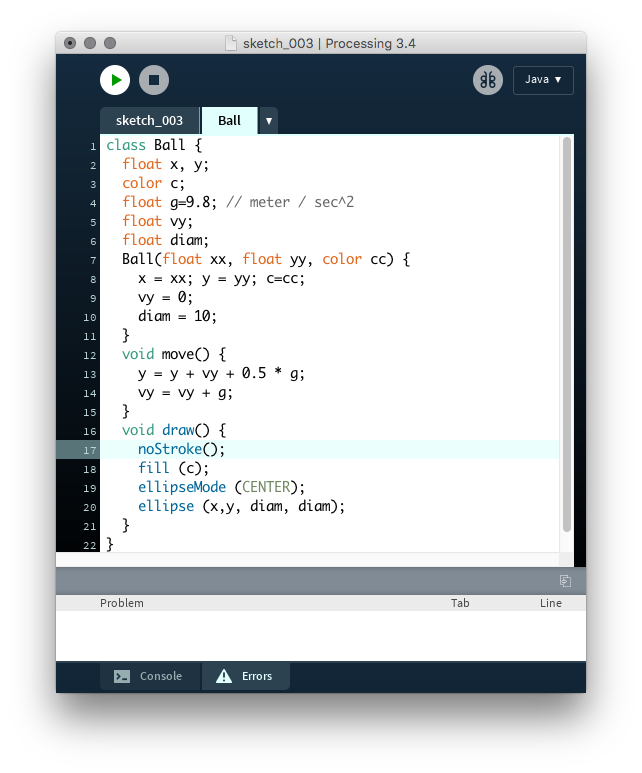 sketch_003 | Processing 3.4
Java ▾
sketch_003 Ball ▾
1 class Ball {
2 float x, y;
3 color c;
4 float g=9.8; // meter / sec^2
5 float vy;
6 float diam;
7 Ball(float xx, float yy, color cc) {
8 x = xx; y = yy; c=cc;
9 vy = 0;
10 diam = 10;
11 }
12 void move() {
13 y = y + vy + 0.5 * g;
14 vy = vy + g;
15 }
16 void draw() {
17 noStroke();
18 fill (c);
19 ellipseMode (CENTER);
20 ellipse (x,y, diam, diam);
21 }
22 }
Problem Tab Line
Console Errors